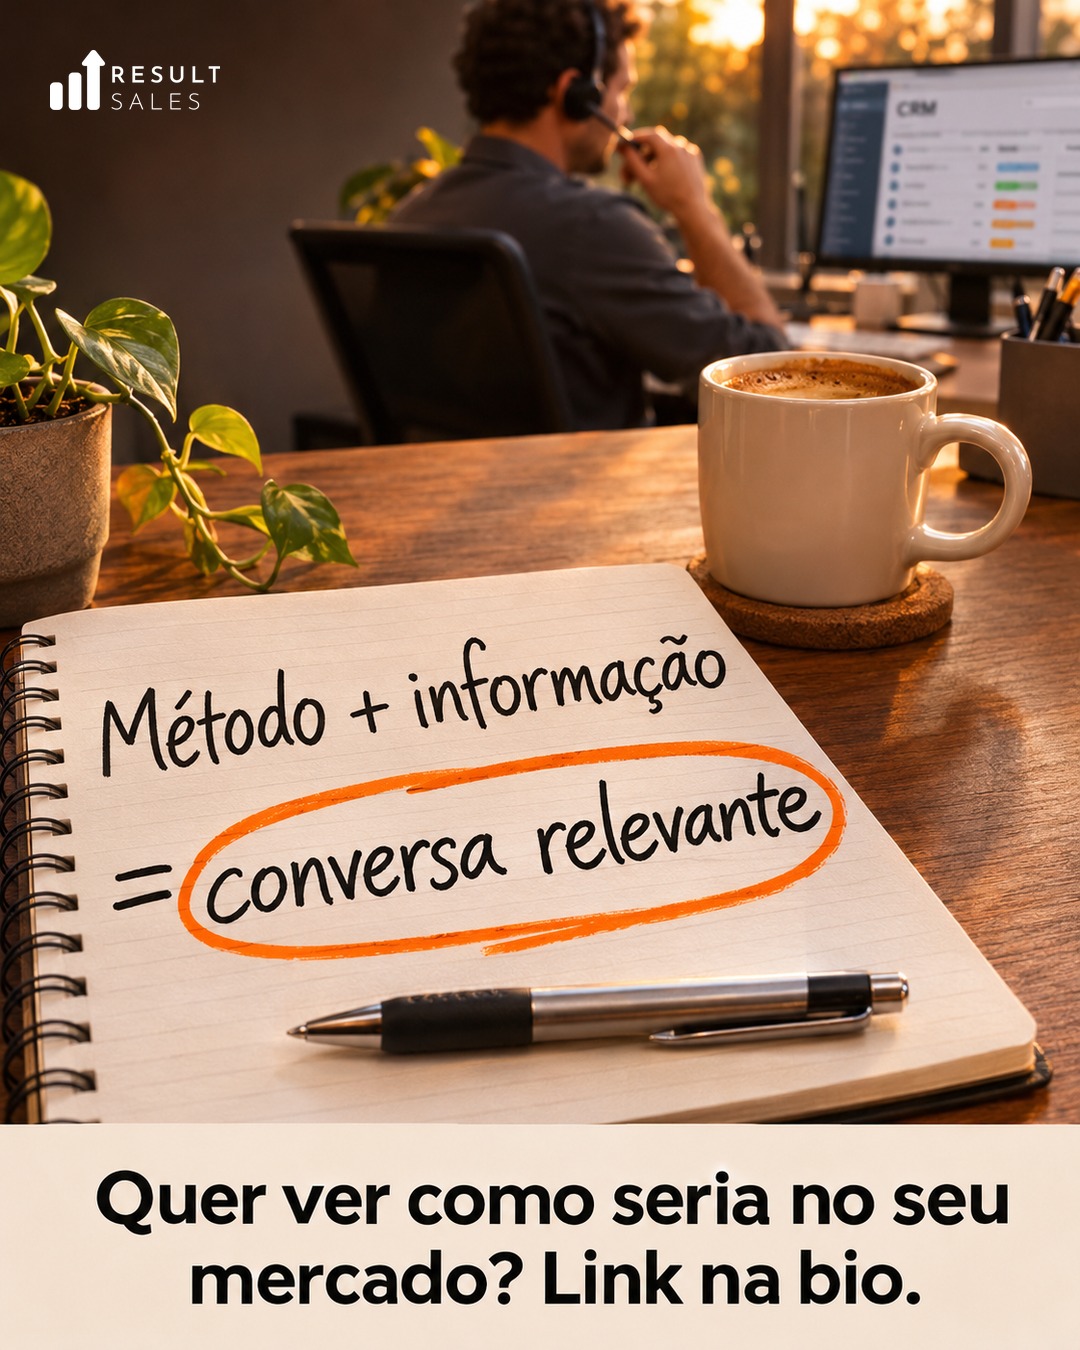 RESULT
SALES
CRM
Método + informação
= conversa relevante
Quer ver como seria no seu
mercado? Link na bio.